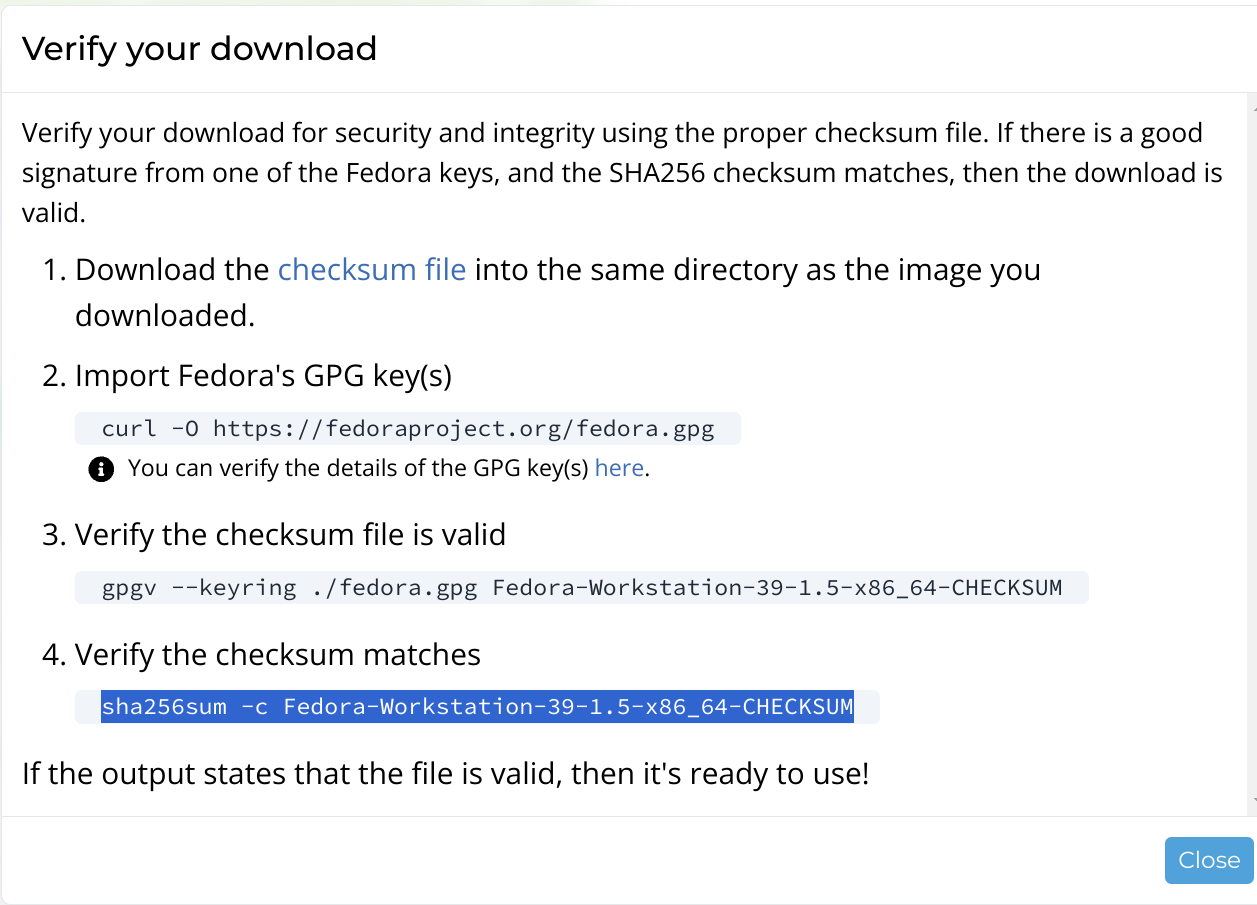 Verify your download
Verify your download for security and integrity using the proper checksum file. If there is a good
signature from one of the Fedora keys, and the SHA256 checksum matches, then the download is
valid.
1. Download the checksum file into the same directory as the image you
downloaded.
2. Import Fedora's GPG key(s)
curl -O https://fedoraproject.org/fedora.gpg
You can verify the details of the GPG key(s) here.
3. Verify the checksum file is valid
gpgv --keyring ./fedora.gpg Fedora-Workstation-39-1.5-x86_64-CHECKSUM
4. Verify the checksum matches
sha256sum -c Fedora-Workstation-39-1.5-x86_64-CHECKSUM
If the output states that the file is valid, then it's ready to use!
Close